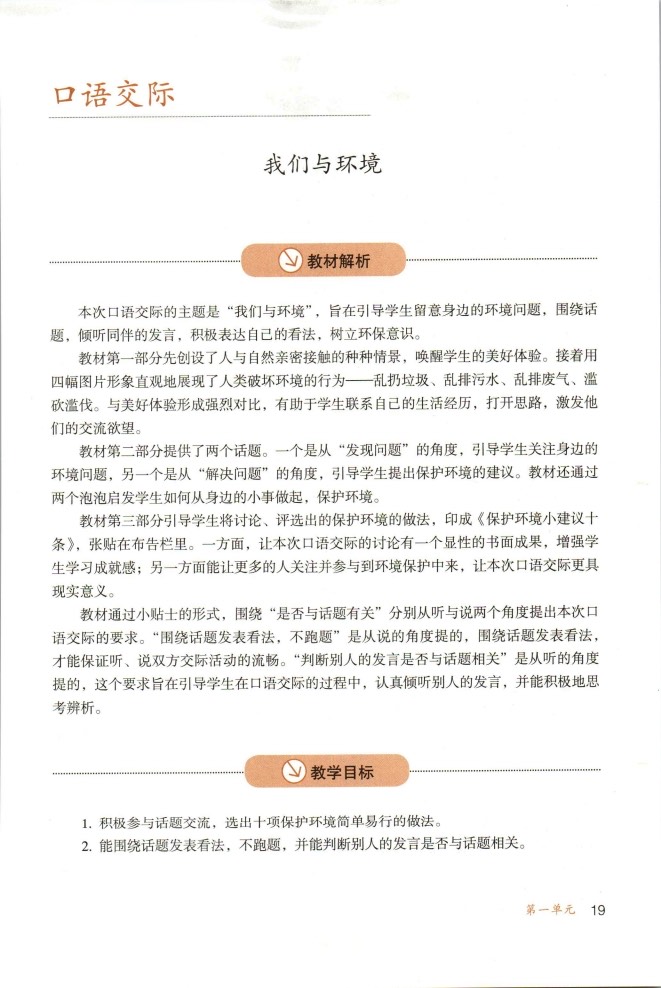 口语交际
我们与环境
教材解析
本次口语交际的主题是“我们与环境”，旨在引导学生留意身边的环境问题，围绕话
题，倾听同伴的发言，积极表达自己的看法，树立环保意识。
教材第一部分先创设了人与自然亲密接触的种种情景，唤醒学生的美好体验。接着用
四幅图片形象直观地展现了人类破坏环境的行为——乱扔垃圾、乱排污水、乱排废气、滥
砍滥伐。与美好体验形成强烈对比，有助于学生联系自己的生活经历，打开思路，激发他
们的交流欲望。
教材第二部分提供了两个话题。一个是从“发现问题”的角度，引导学生关注身边的
环境问题，另一个是从“解决问题”的角度，引导学生提出保护环境的建议。教材还通过
两个泡泡启发学生如何从身边的小事做起，保护环境。
教材第三部分引导学生将讨论、评选出的保护环境的做法，印成《保护环境小建议十
条》，张贴在布告栏里。一方面，让本次口语交际的讨论有一个显性的书面成果，增强学
生学习成就感；另一方面能让更多的人关注并参与到环境保护中来，让本次口语交际更具
现实意义。
教材通过小贴士的形式，围绕“是否与话题有关”分别从听与说两个角度提出本次口
语交际的要求。“围绕话题发表看法，不跑题”是从说的角度提的，围绕话题发表看法，
才能保证听、说双方交际活动的流畅。“判断别人的发言是否与话题相关”是从听的角度
提的，这个要求旨在引导学生在口语交际的过程中，认真倾听别人的发言，并能积极地思
考辨析。
教学目标
1. 积极参与话题交流，选出十项保护环境简单易行的做法。
2. 能围绕话题发表看法，不跑题，并能判断别人的发言是否与话题相关。
第一单元 19